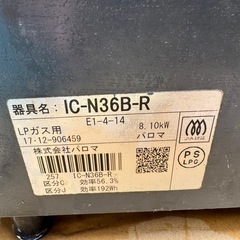 器具名: IC-N36B-R
E1-4-14 8.10kW
LPガス用 パロマ
17·12-906459
株式会社パロマ
257 IC-N36B-R
区分C 効率56.3%
区分J 効率192Wh
PS
LPG